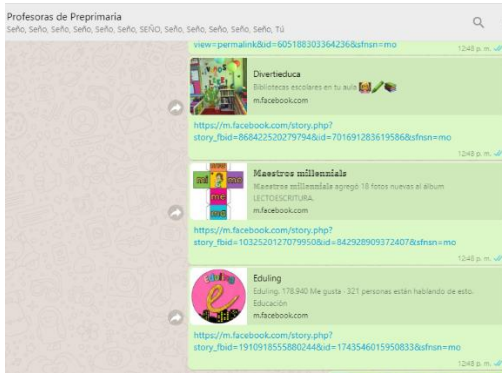 Profesoras de Preprimaria
Seño, Seño, Seño, Seño, Seño, Seño, SEÑO, Seño, Seño, Seño, Seño, Seño, Tú
view=permalink&id=605188303364236&sfnsn=mo
12:48 p. m.
Divertieduca
Bibliotecas escolares en tu aula
m.facebook.com
https://m.facebook.com/story.php?
story_fbid=868422520279794&id=701691283619586&sfnsn=mo
12:48 p. m.
Maestros millennials
Maestros millennials agregó 18 fotos nuevas al álbum
LECTOESCRITURA.
m.facebook.com
https://m.facebook.com/story.php?
story_fbid=1032520127079950&id=842928909372407&sfnsn=mo
12:48 p. m.
Eduling
Eduling. 178.940 Me gusta · 321 personas están hablando de esto.
Educación
m.facebook.com
https://m.facebook.com/story.php?
story_fbid=1910918555880244&id=1743546015950833&sfnsn=mo
12:48 p. m.